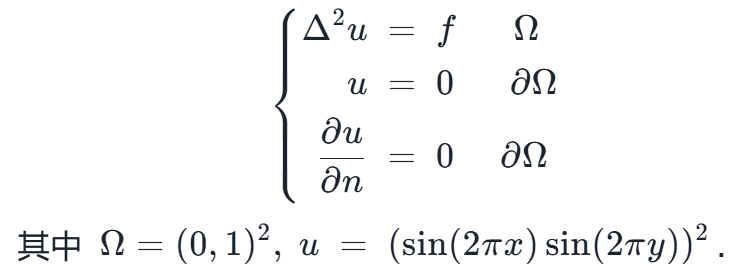 Δ²u = f Ω
u = 0 ∂Ω
∂u/∂n = 0 ∂Ω
其中 Ω = (0, 1)², u = (sin(2πx) sin(2πy))².